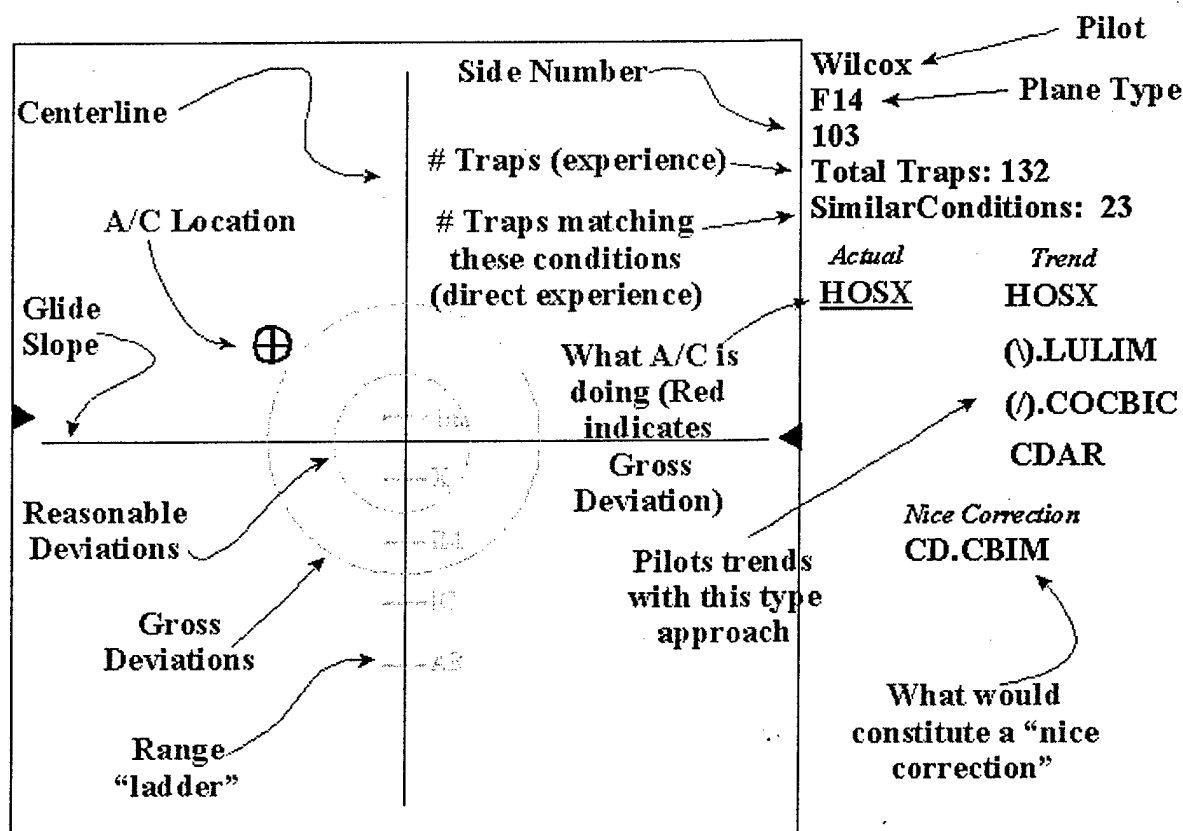 Pilot
Wilcox
Plane Type
F14
103
Total Traps: 132
SimilarConditions: 23
Actual
Trend
HOSX
HOSX
(\).LULIM
(/).COCBIC
CDAR
Nice Correction
CD.CBIM
Side Number
Centerline
# Traps (experience)
A/C Location
# Traps matching
these conditions
(direct experience)
Glide
Slope
What A/C is
doing (Red
indicates
Gross
Deviation)
X
IM
IC
AR
Reasonable
Deviations
Pilots trends
with this type
approach
Gross
Deviations
Range
“ladder”
What would
constitute a “nice
correction”